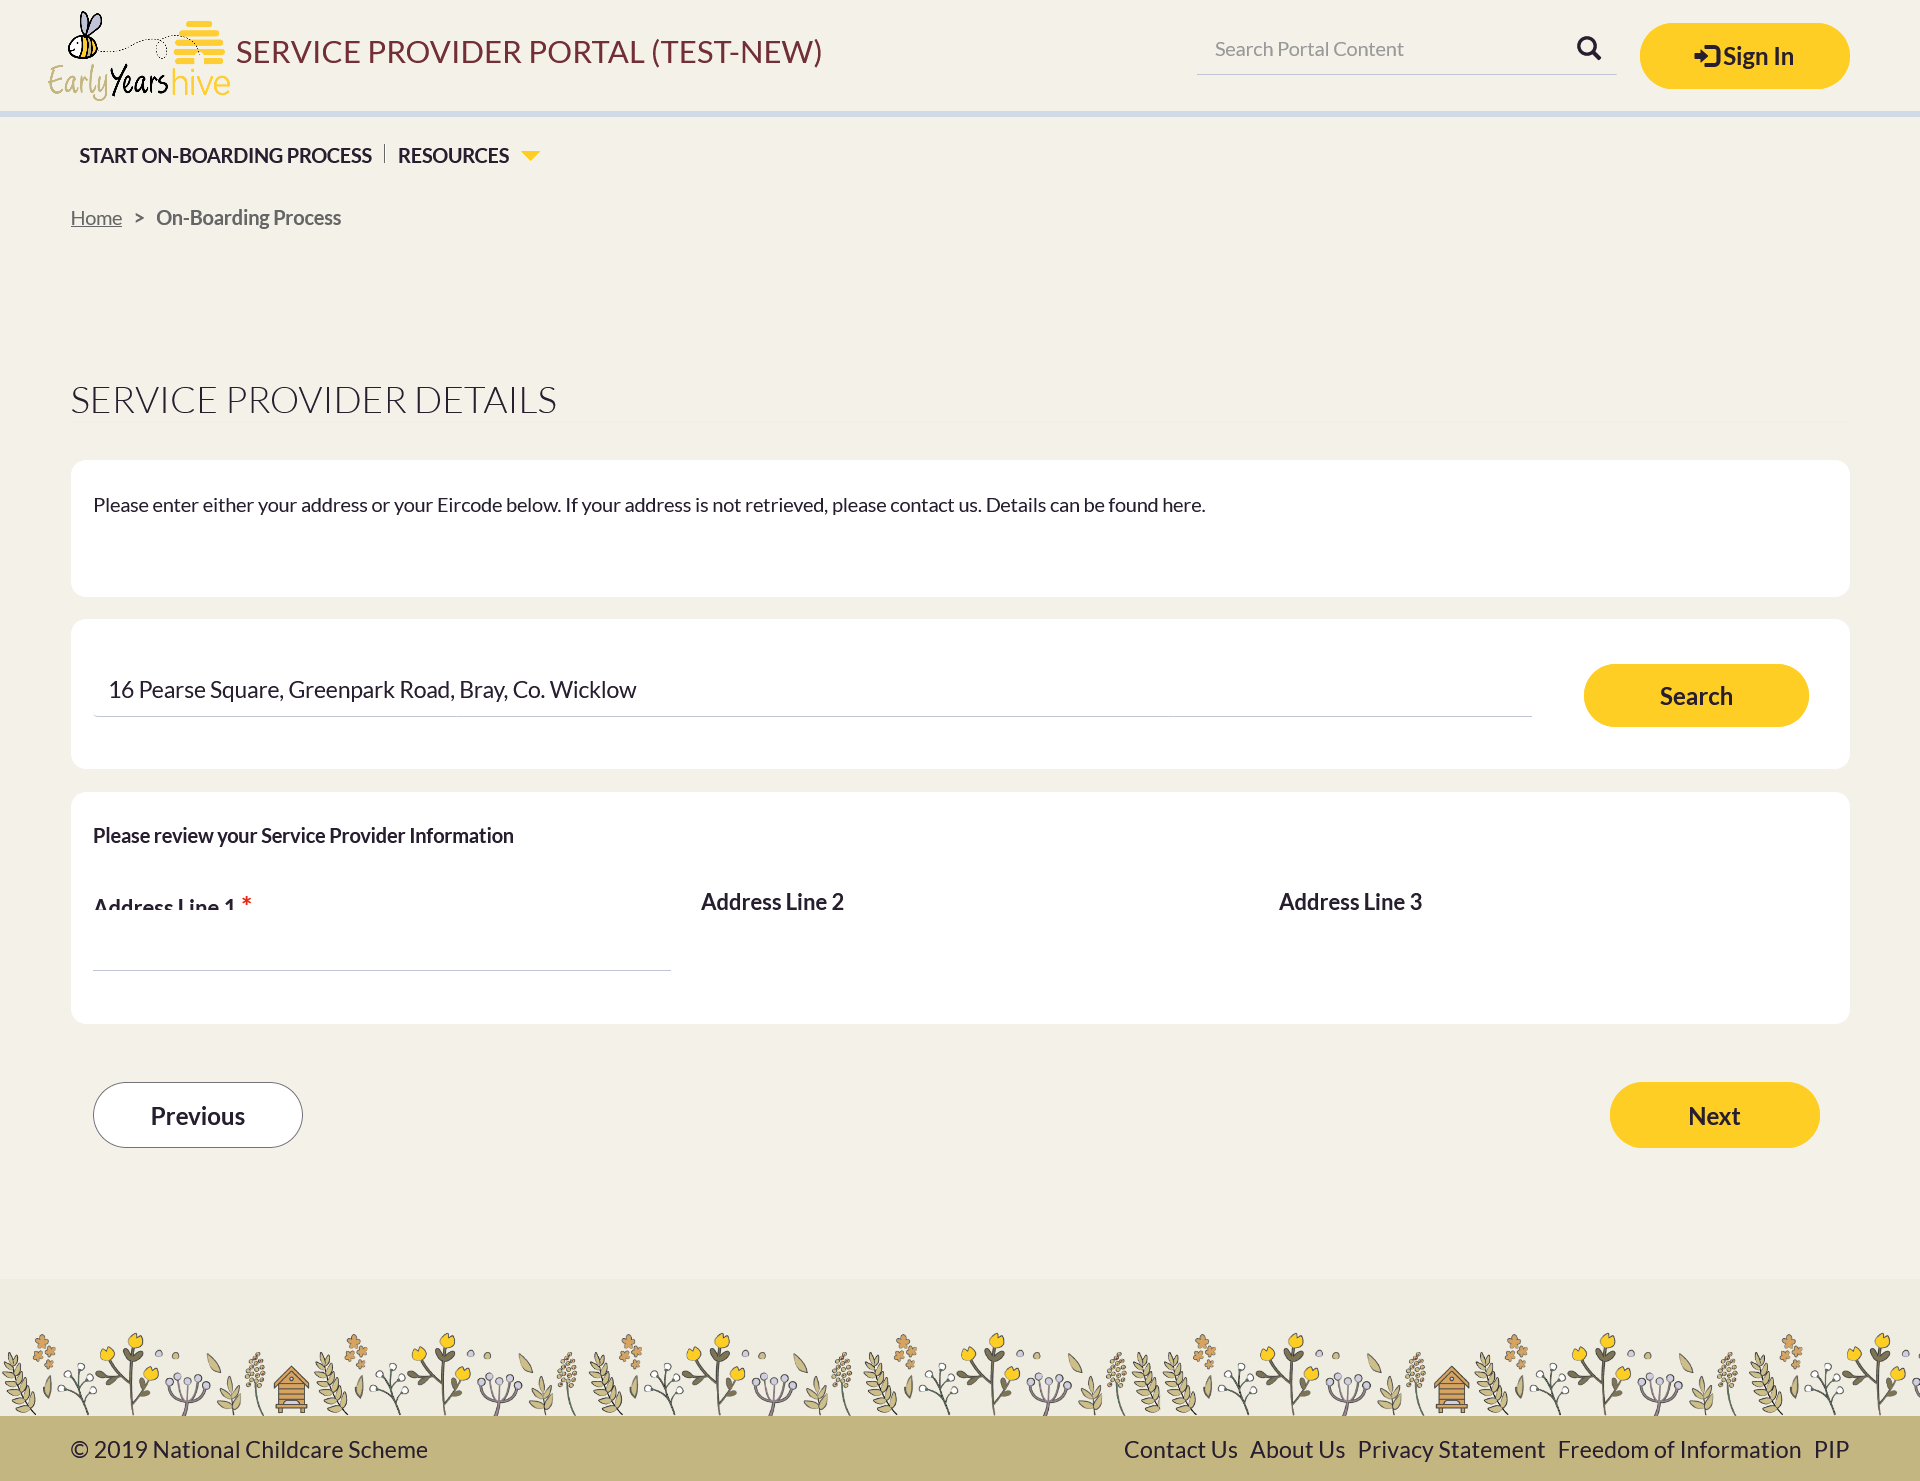 Early Years hive
SERVICE PROVIDER PORTAL (TEST-NEW)
Search Portal Content
Sign In
START ON-BOARDING PROCESS
RESOURCES
Home > On-Boarding Process
SERVICE PROVIDER DETAILS
Please enter either your address or your Eircode below. If your address is not retrieved, please contact us. Details can be found here.
16 Pearse Square, Greenpark Road, Bray, Co. Wicklow
Search
Please review your Service Provider Information
Address Line 1 *
Address Line 2
Address Line 3
Previous
Next
© 2019 National Childcare Scheme
Contact Us About Us Privacy Statement Freedom of Information PIP